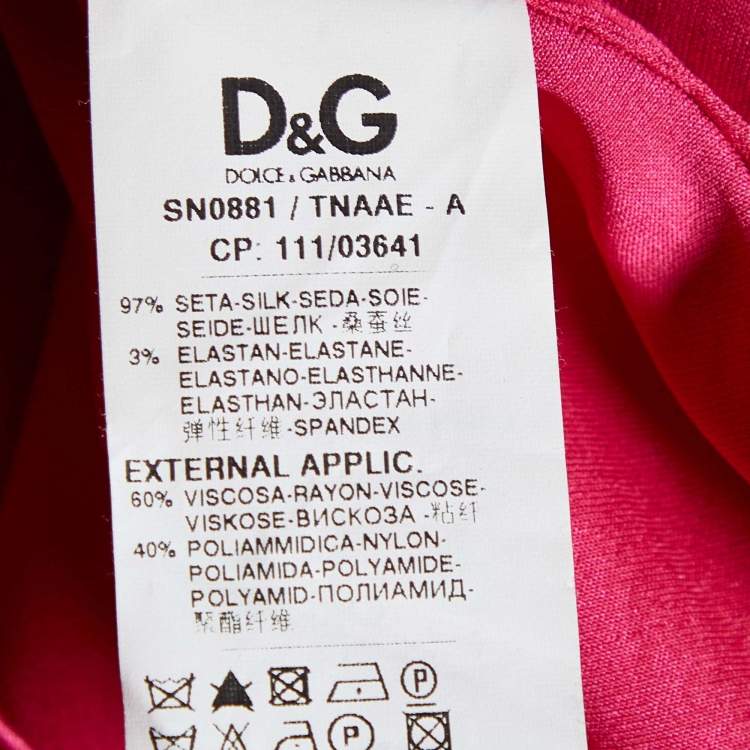 D&G
DOLCE & GABBANA
SN0881 / TNAAE - A
CP: 111/03641
97% SETA-SILK-SEDA-SOIE-
SEIDE-ШЕЛК -桑蚕丝
3% ELASTAN-ELASTANE-
ELASTANO-ELASTHANNE-
ELASTHAN-ЭЛАСТАН-
弹性纤维-SPANDEX
EXTERNAL APPLIC.
60% VISCOSA-RAYON-VISCOSE-
VISKOSE-ВИСКОЗА -粘纤
40% POLIAMMIDICA-NYLON-
POLIAMIDA-POLYAMIDE-
POLYAMID-ПОЛИАМИД-
聚酯纤维
P
P